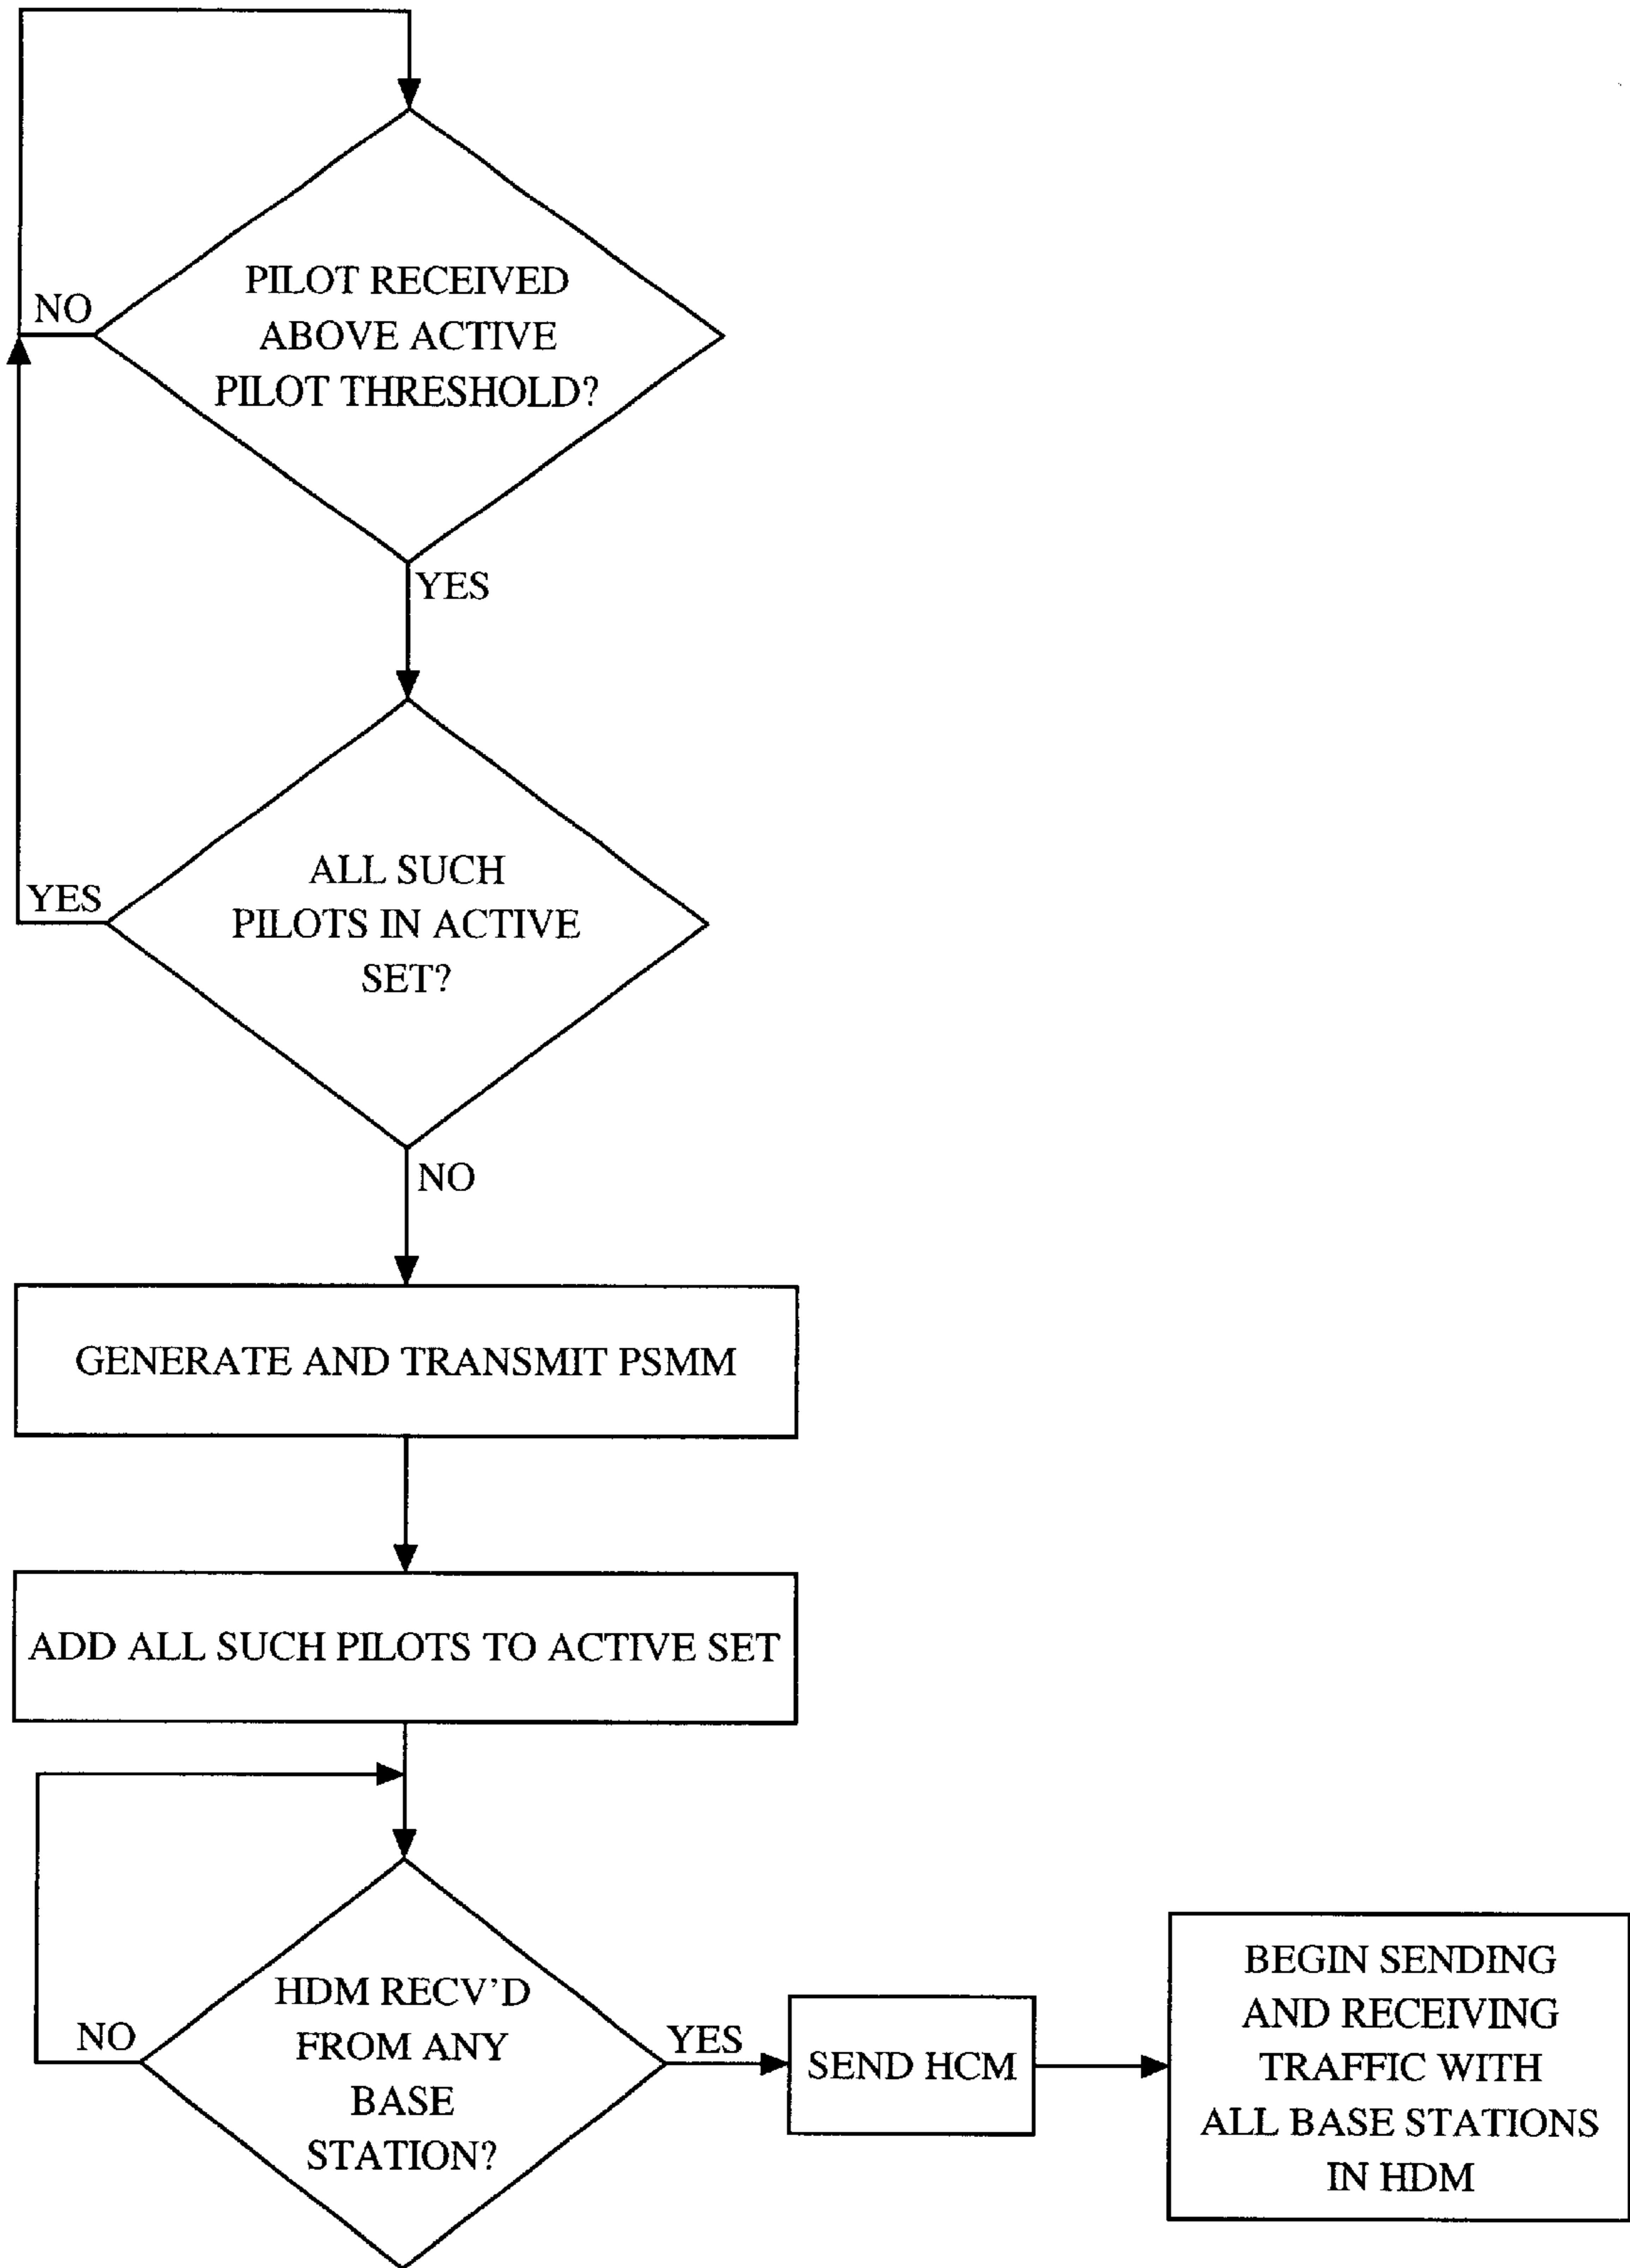 PILOT RECEIVED
ABOVE ACTIVE
PILOT THRESHOLD?
NO
YES
ALL SUCH
PILOTS IN ACTIVE
SET?
YES
NO
GENERATE AND TRANSMIT PSMM
ADD ALL SUCH PILOTS TO ACTIVE SET
HDM RECV'D
FROM ANY
BASE
STATION?
NO
YES
SEND HCM
BEGIN SENDING
AND RECEIVING
TRAFFIC WITH
ALL BASE STATIONS
IN HDM